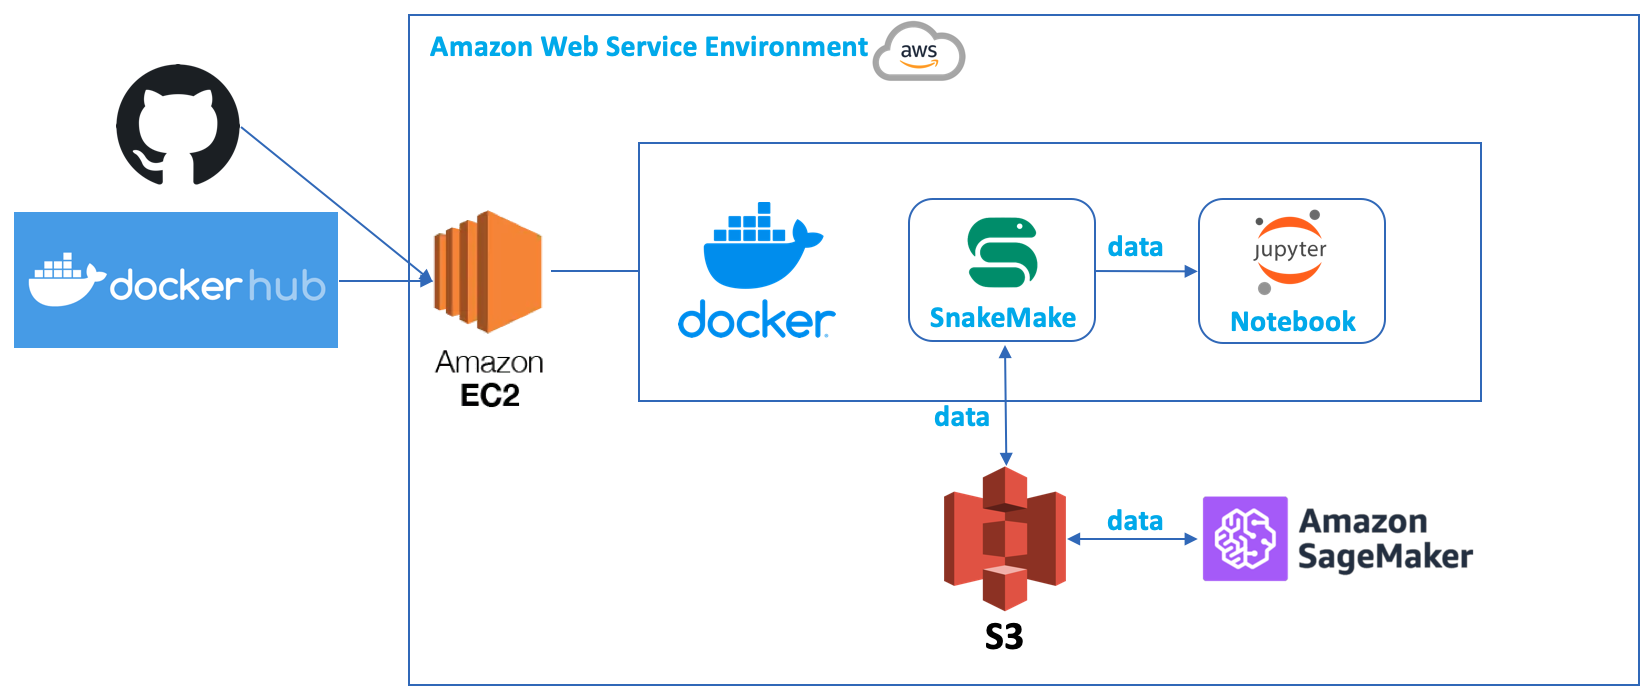 Amazon Web Service Environment
aws
docker hub
Amazon
EC2
docker
SnakeMake
data
jupyter
Notebook
data
S3
data
Amazon
SageMaker